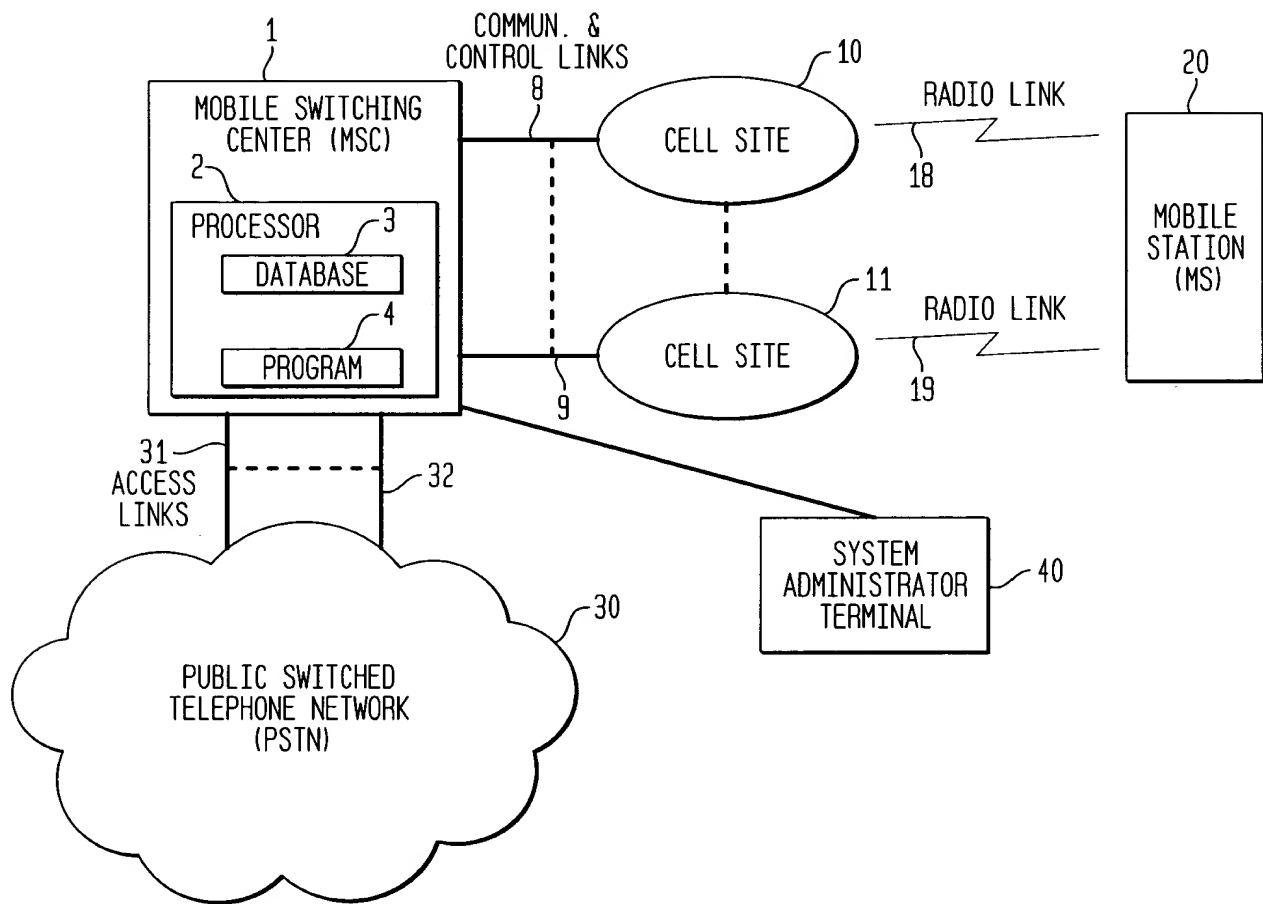 1
COMMUN. &
CONTROL LINKS
8
10
20
MOBILE SWITCHING
CENTER (MSC)
RADIO LINK
CELL SITE
18
2
PROCESSOR
3
DATABASE
4
PROGRAM
MOBILE
STATION
(MS)
11
RADIO LINK
CELL SITE
19
9
31
ACCESS
LINKS
32
SYSTEM
ADMINISTRATOR
TERMINAL
40
30
PUBLIC SWITCHED
TELEPHONE NETWORK
(PSTN)